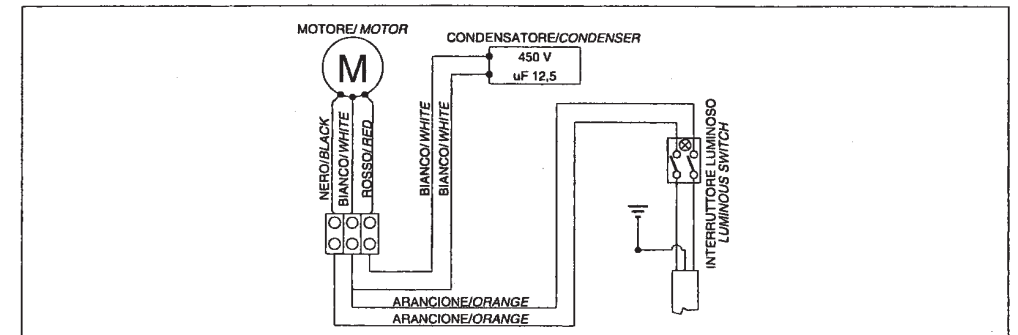 MOTORE/ MOTOR
CONDENSATORE/CONDENSER
450 V
uF 12,5
M
NERO/BLACK
BIANCO/WHITE
ROSSO/ RED
BIANCO/WHITE
BIANCO/WHITE
INTERRUTTORE LUMINOSO
LUMINOUS SWITCH
ARANCIONE/ORANGE
ARANCIONE/ORANGE